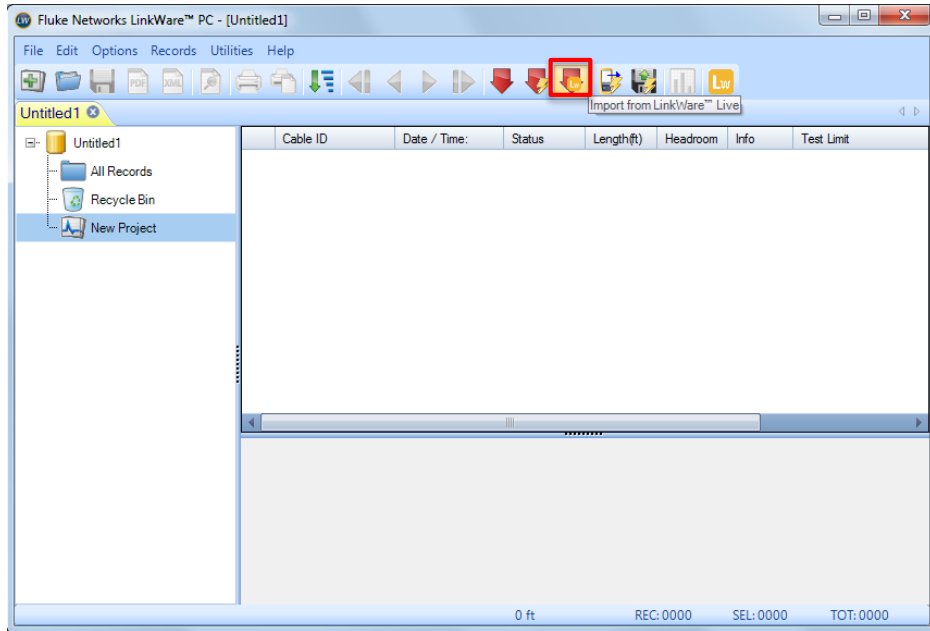 LW Fluke Networks LinkWare™ PC - [Untitled1]
File Edit Options Records Utilities Help
PDF XML Lw
Import from LinkWare™ Live
Untitled1
Untitled1
All Records
Recycle Bin
New Project
Cable ID Date / Time: Status Length(ft) Headroom Info Test Limit
0 ft REC: 0000 SEL: 0000 TOT: 0000